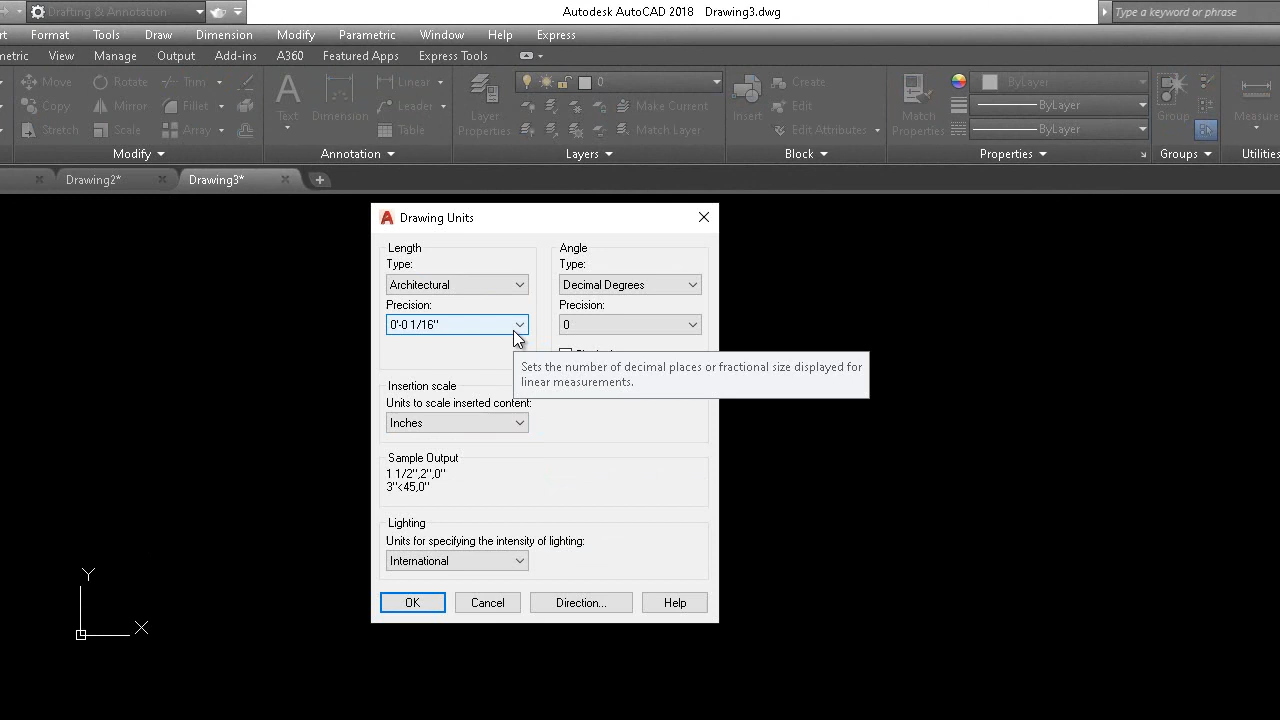 Drafting & Annotation
Autodesk AutoCAD 2018 Drawing3.dwg
Type a keyword or phrase
rt Format Tools Draw Dimension Modify Parametric Window Help Express
metric View Manage Output Add-ins A360 Featured Apps Express Tools
Move Rotate Trim
Copy Mirror Fillet
Stretch Scale Array
Text Dimension
Linear
Leader
Table
Layer
Properties
0
Make Current
Match Layer
Insert
Create
Edit
Edit Attributes
Match
Properties
ByLayer
ByLayer
ByLayer
Group
Measure
Modify Annotation Layers Block Properties Groups Utilities
Drawing2* Drawing3*
Drawing Units
Length
Type:
Architectural
Precision:
0'-0 1/16"
Angle
Type:
Decimal Degrees
Precision:
0
Sets the number of decimal places or fractional size displayed for
linear measurements.
Insertion scale
Units to scale inserted content:
Inches
Sample Output
1 1/2",2",0"
3"<45,0"
Lighting
Units for specifying the intensity of lighting:
International
OK Cancel Direction... Help
Y
X